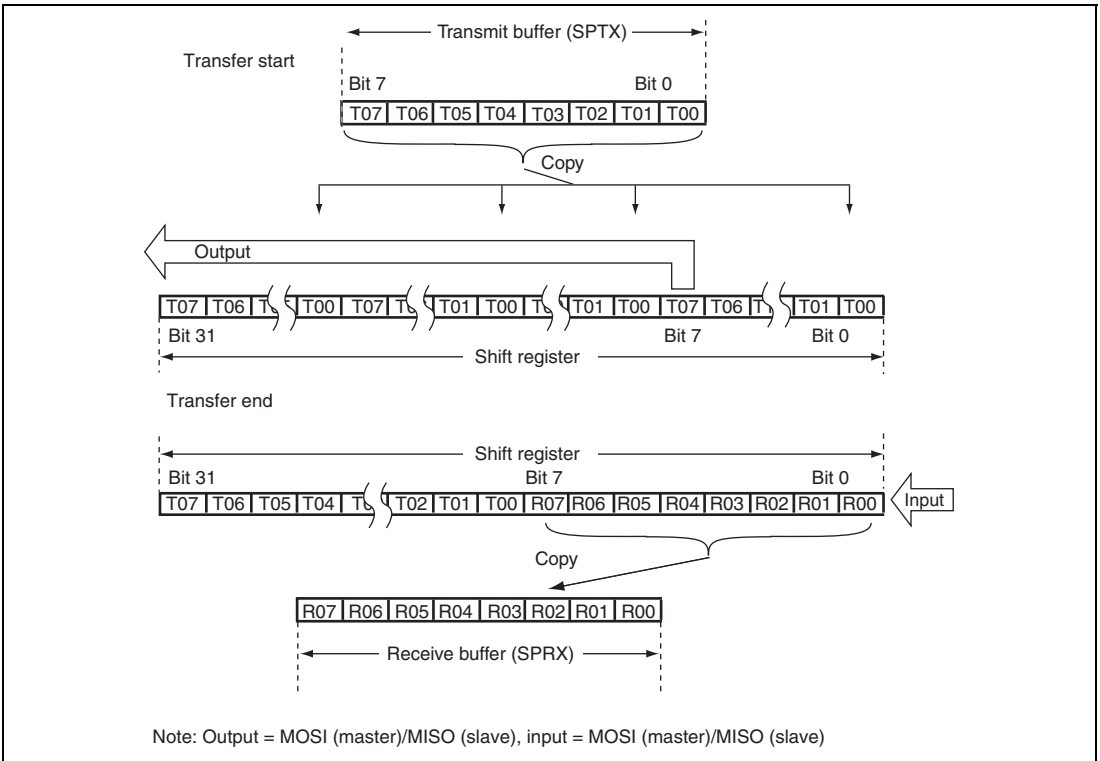 Transmit buffer (SPTX)
Transfer start
Bit 7 Bit 0
T07 T06 T05 T04 T03 T02 T01 T00
Copy
Output
T07 T06 T00 T07 T01 T00 T01 T00 T07 T06 T01 T00
Bit 31 Bit 7 Bit 0
Shift register
Transfer end
Shift register
Bit 31 Bit 7 Bit 0
T07 T06 T05 T04 T02 T01 T00 R07 R06 R05 R04 R03 R02 R01 R00 Input
Copy
R07 R06 R05 R04 R03 R02 R01 R00
Receive buffer (SPRX)
Note: Output = MOSI (master)/MISO (slave), input = MOSI (master)/MISO (slave)